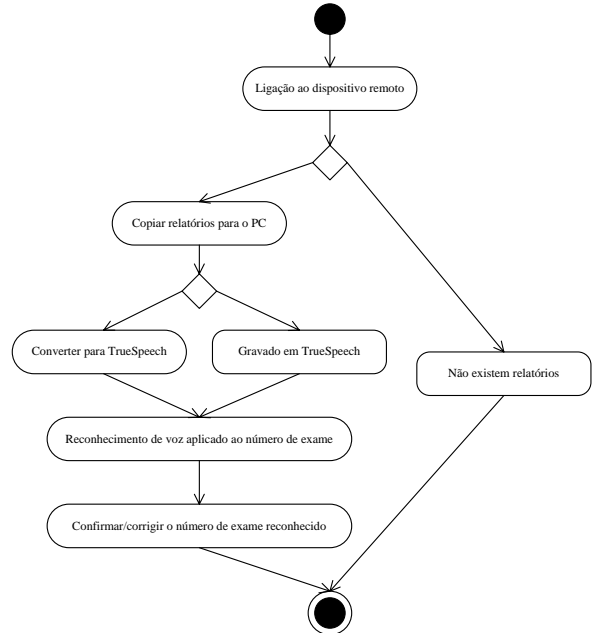 Ligação ao dispositivo remoto
Copiar relatórios para o PC
Converter para TrueSpeech
Gravado em TrueSpeech
Não existem relatórios
Reconhecimento de voz aplicado ao número de exame
Confirmar/corrigir o número de exame reconhecido